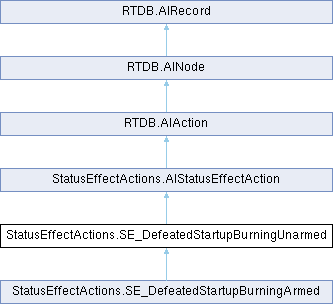 RTDB.AIRecord
RTDB.AINode
RTDB.AIAction
StatusEffectActions.AIStatusEffectAction
StatusEffectActions.SE_DefeatedStartupBurningUnarmed
StatusEffectActions.SE_DefeatedStartupBurningArmed